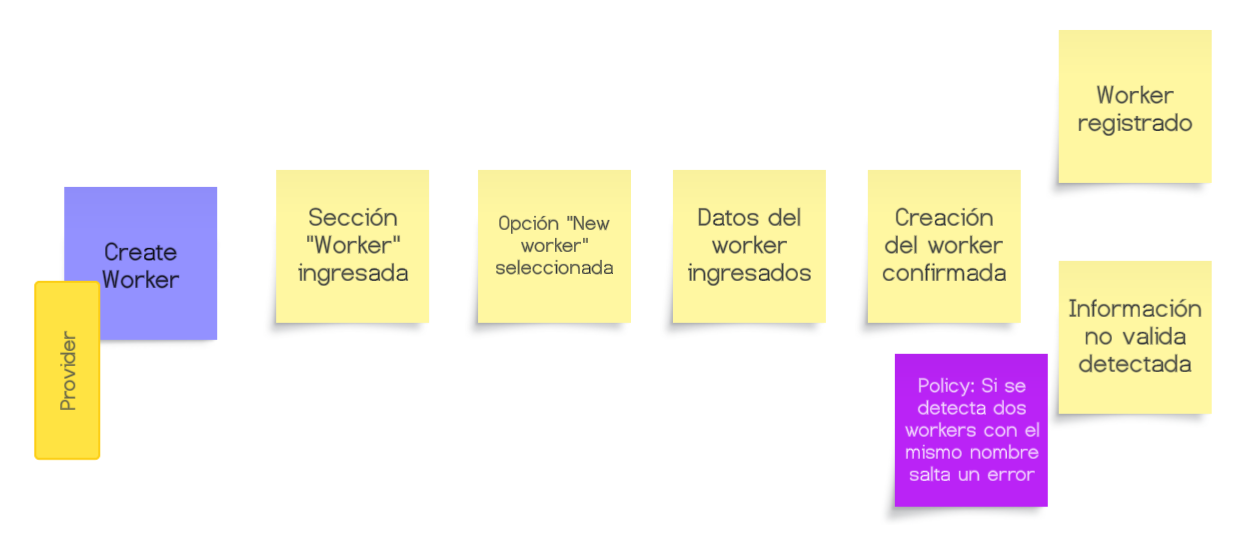 Create
Worker
Provider
Sección
"Worker"
ingresada
Opción "New
worker"
seleccionada
Datos del
worker
ingresados
Creación
del worker
confirmada
Policy: Si se
detecta dos
workers con el
mismo nombre
salta un error
Worker
registrado
Información
no valida
detectada